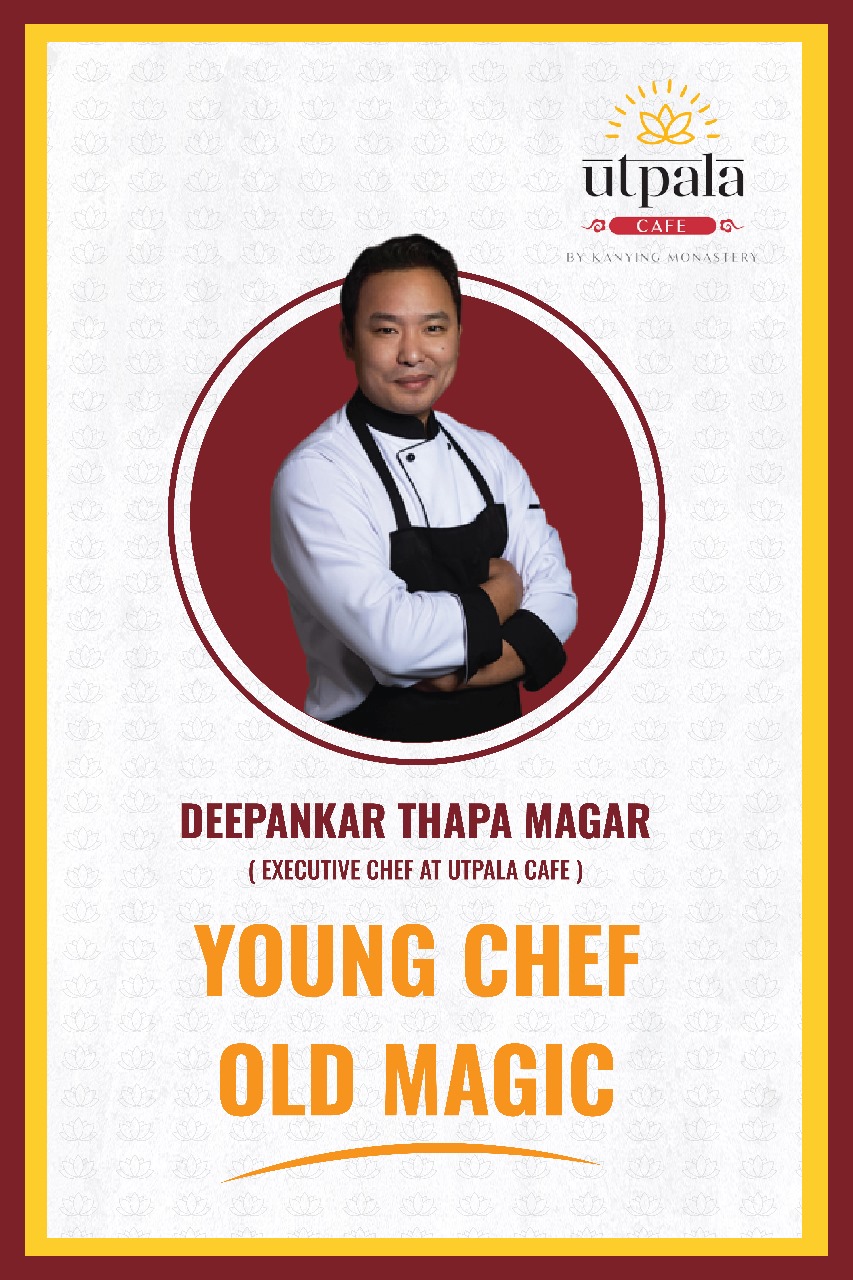 utpala
CAFE
BY KANYING MONASTERY
DEEPANKAR THAPA MAGAR
( EXECUTIVE CHEF AT UTPALA CAFE )
YOUNG CHEF
OLD MAGIC